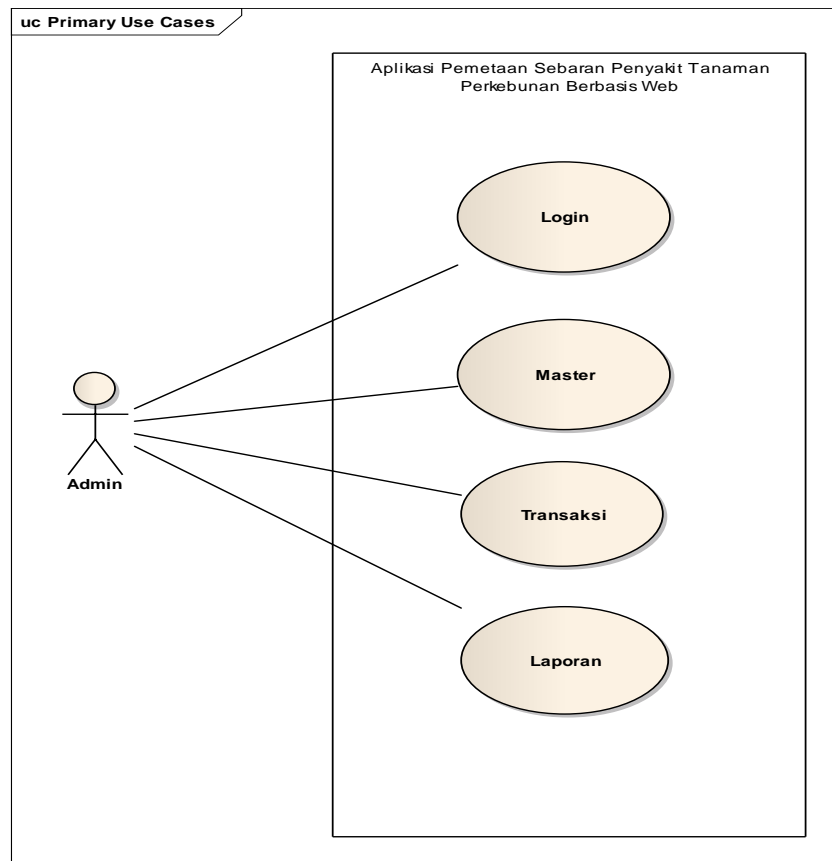 uc Primary Use Cases
Aplikasi Pemetaan Sebaran Penyakit Tanaman
Perkebunan Berbasis Web
Login
Master
Admin
Transaksi
Laporan